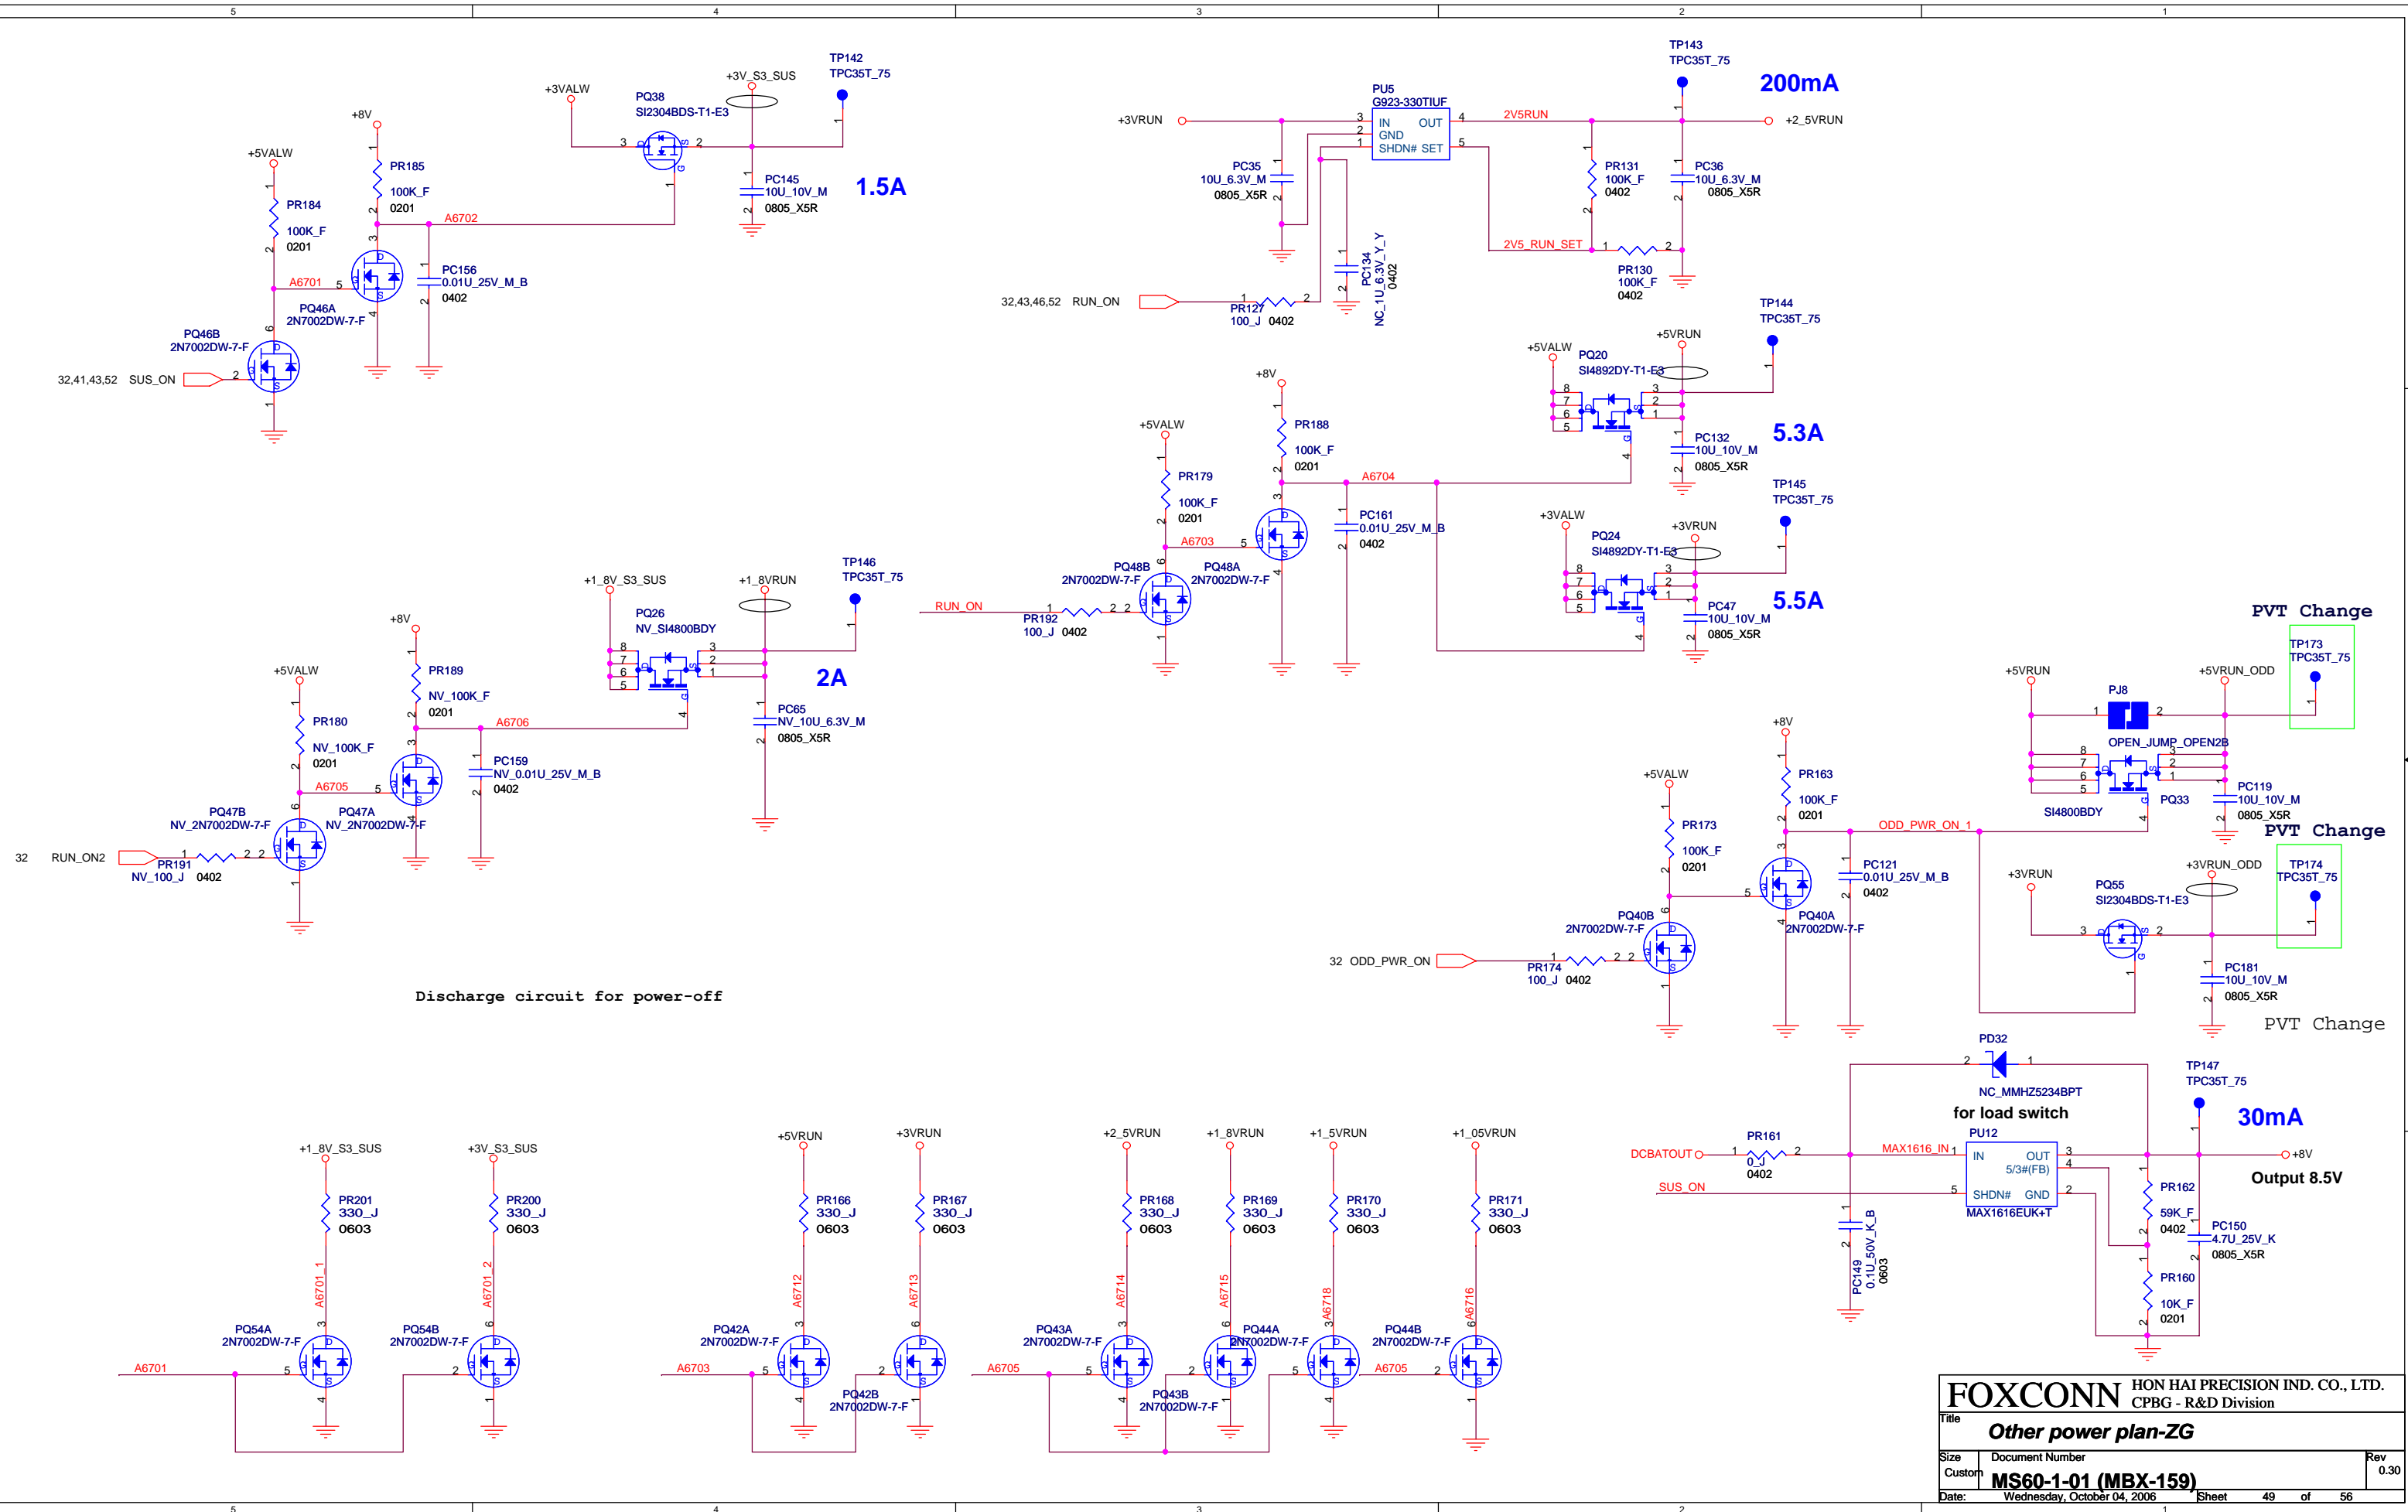 5 4 3 2 1
+3VALW
PQ38
SI2304BDS-T1-E3
+3V_S3_SUS
TP142
TPC35T_75
1.5A
+8V
+5VALW
PR185
100K_F
0201
PR184
100K_F
0201
A6702
A6701
PC145
10U_10V_M
0805_X5R
PC156
0.01U_25V_M_B
0402
PQ46A
2N7002DW-7-F
PQ46B
2N7002DW-7-F
32,41,43,52 SUS_ON
TP143
TPC35T_75
200mA
PU5
G923-330TIUF
+3VRUN
IN OUT
GND
SHDN# SET
2V5RUN
+2_5VRUN
PC35
10U_6.3V_M
0805_X5R
PR131
100K_F
0402
PC36
10U_6.3V_M
0805_X5R
2V5_RUN_SET
PR130
100K_F
0402
PC134
NC_1U_6.3V_Y_Y
0402
32,43,46,52 RUN_ON
PR127
100_J 0402
TP144
TPC35T_75
+5VRUN
+5VALW
PQ20
SI4892DY-T1-E3
5.3A
PC132
10U_10V_M
0805_X5R
+8V
+5VALW
PR188
100K_F
0201
PR179
100K_F
0201
A6704
A6703
PC161
0.01U_25V_M_B
0402
PQ48B
2N7002DW-7-F
PQ48A
2N7002DW-7-F
RUN_ON
PR192
100_J 0402
TP145
TPC35T_75
+3VALW
+3VRUN
PQ24
SI4892DY-T1-E3
5.5A
PC47
10U_10V_M
0805_X5R
+1_8V_S3_SUS
+1_8VRUN
TP146
TPC35T_75
PQ26
NV_SI4800BDY
2A
+8V
+5VALW
PR189
NV_100K_F
0201
PR180
NV_100K_F
0201
A6706
A6705
PC65
NV_10U_6.3V_M
0805_X5R
PC159
NV_0.01U_25V_M_B
0402
PQ47B
NV_2N7002DW-7-F
PQ47A
NV_2N7002DW-7-F
32 RUN_ON2
PR191
NV_100_J 0402
PVT Change
TP173
TPC35T_75
+5VRUN
+5VRUN_ODD
PJ8
OPEN_JUMP_OPEN2B
PQ33
SI4800BDY
PC119
10U_10V_M
0805_X5R
PVT Change
+8V
+5VALW
PR163
100K_F
0201
PR173
100K_F
0201
ODD_PWR_ON_1
PC121
0.01U_25V_M_B
0402
PQ40B
2N7002DW-7-F
PQ40A
2N7002DW-7-F
32 ODD_PWR_ON
PR174
100_J 0402
+3VRUN
PQ55
SI2304BDS-T1-E3
+3VRUN_ODD
TP174
TPC35T_75
PC181
10U_10V_M
0805_X5R
PVT Change
Discharge circuit for power-off
PD32
NC_MMHZ5234BPT
for load switch
TP147
TPC35T_75
30mA
PU12
DCBATOUT
PR161
0_J
0402
MAX1616_IN
IN OUT
5/3#(FB)
SHDN# GND
MAX1616EUK+T
SUS_ON
+8V
Output 8.5V
PR162
59K_F
0402
PC150
4.7U_25V_K
0805_X5R
PR160
10K_F
0201
PC149
0.1U_50V_K_B
0603
+1_8V_S3_SUS
PR201
330_J
0603
A6701_1
PQ54A
2N7002DW-7-F
A6701
+3V_S3_SUS
PR200
330_J
0603
A6701_2
PQ54B
2N7002DW-7-F
+5VRUN
PR166
330_J
0603
A6712
PQ42A
2N7002DW-7-F
A6703
+3VRUN
PR167
330_J
0603
A6713
PQ42B
2N7002DW-7-F
+2_5VRUN
PR168
330_J
0603
A6714
PQ43A
2N7002DW-7-F
A6705
+1_8VRUN
PR169
330_J
0603
A6715
PQ43B
2N7002DW-7-F
+1_5VRUN
PR170
330_J
0603
A6718
PQ44A
2N7002DW-7-F
A6705
+1_05VRUN
PR171
330_J
0603
A6716
PQ44B
2N7002DW-7-F
FOXCONN HON HAI PRECISION IND. CO., LTD.
CPBG - R&D Division
Title
Other power plan-ZG
Size Document Number Rev
Custom MS60-1-01 (MBX-159) 0.30
Date: Wednesday, October 04, 2006 Sheet 49 of 56
5 4 3 2 1